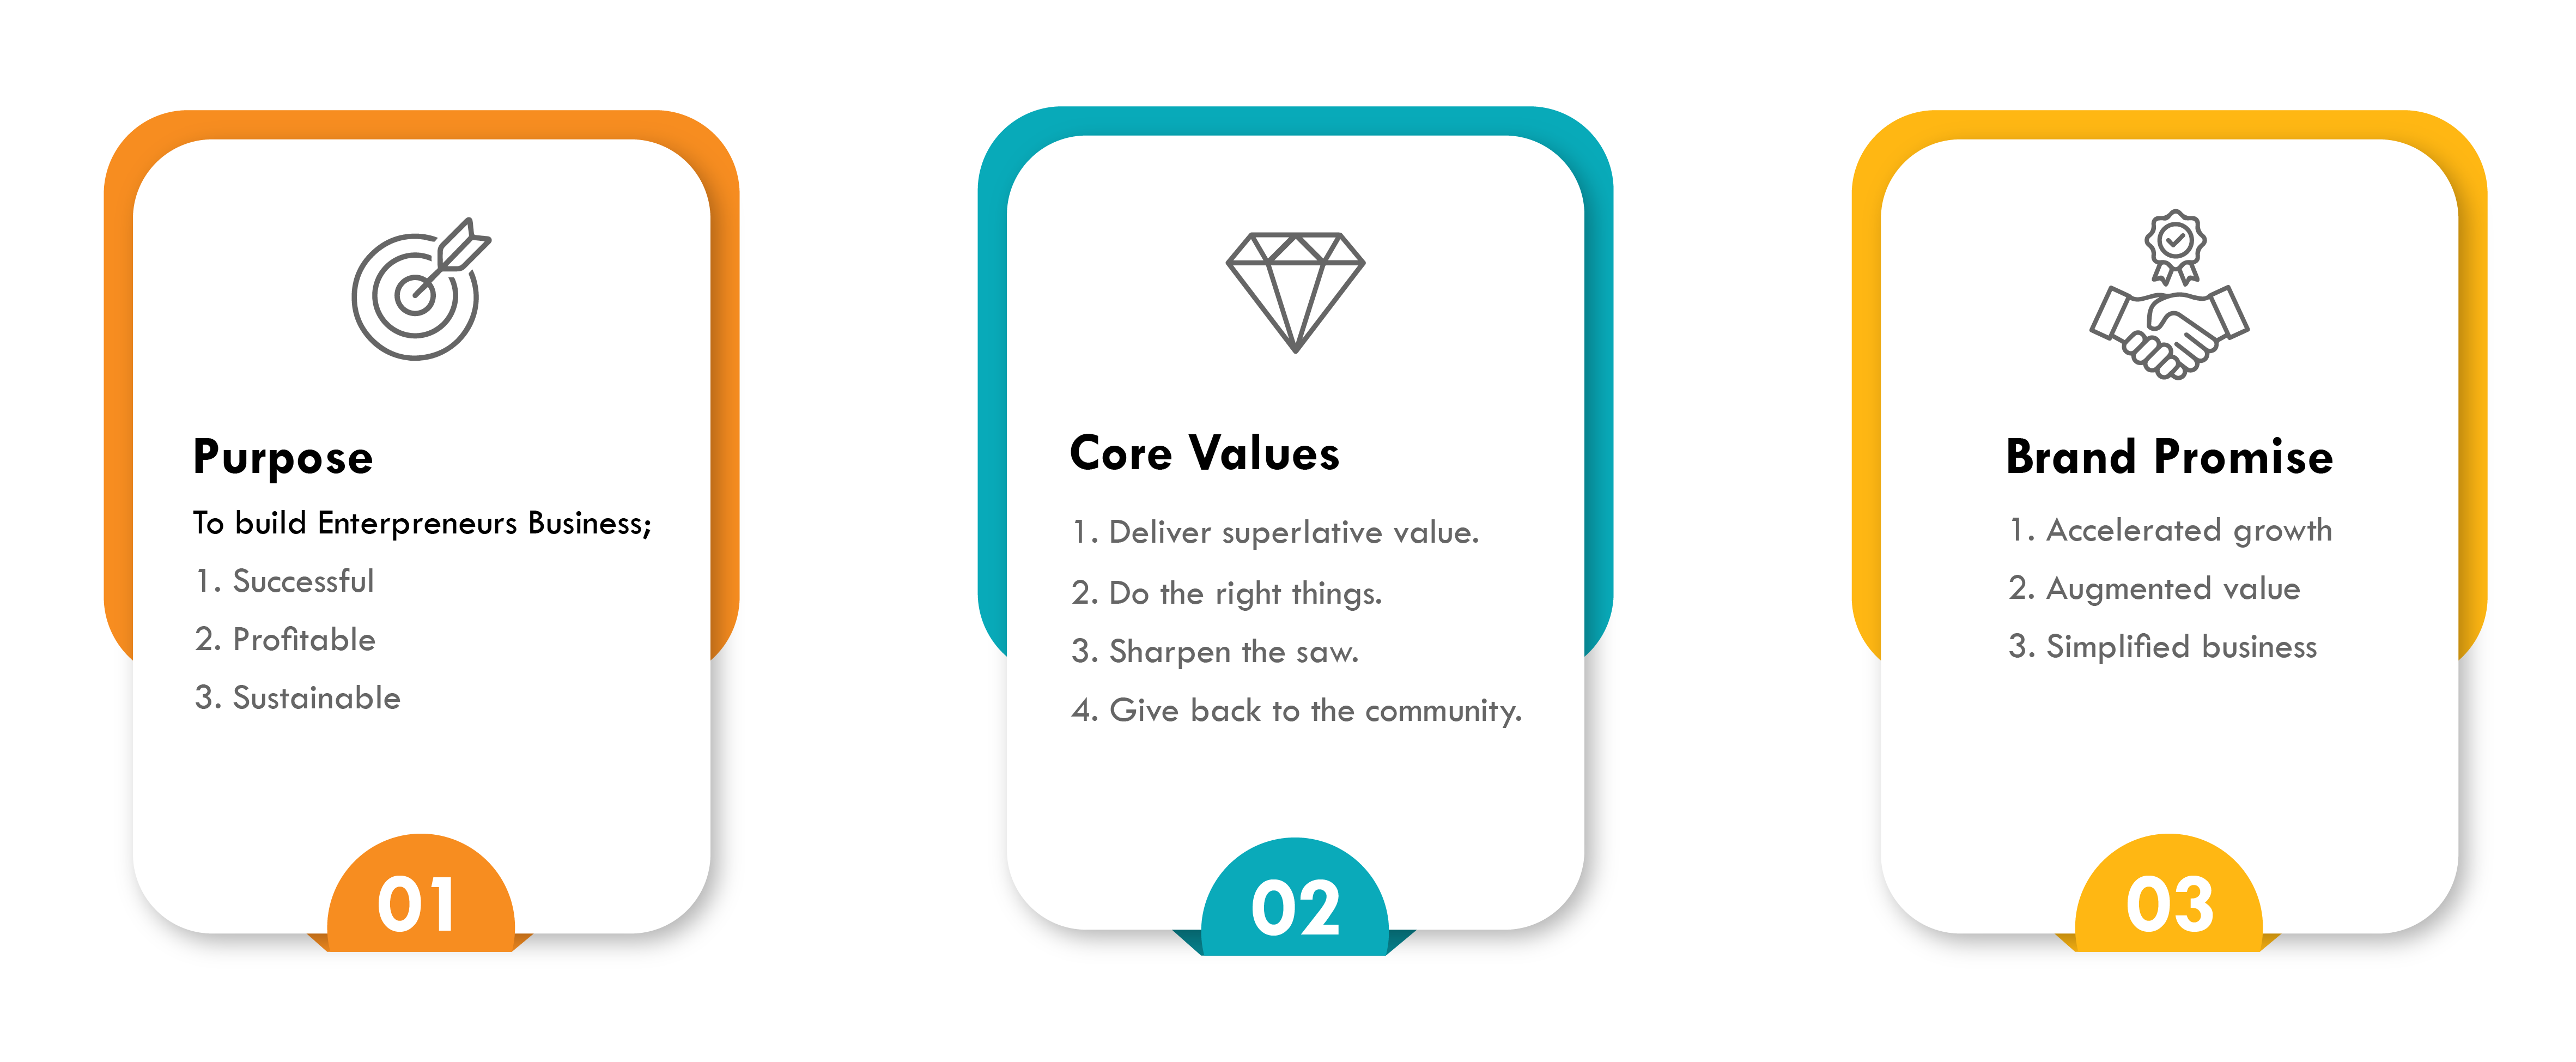 Purpose
To build Enterpreneurs Business;
1. Successful
2. Profitable
3. Sustainable
01
Core Values
1. Deliver superlative value.
2. Do the right things.
3. Sharpen the saw.
4. Give back to the community.
02
Brand Promise
1. Accelerated growth
2. Augmented value
3. Simplified business
03